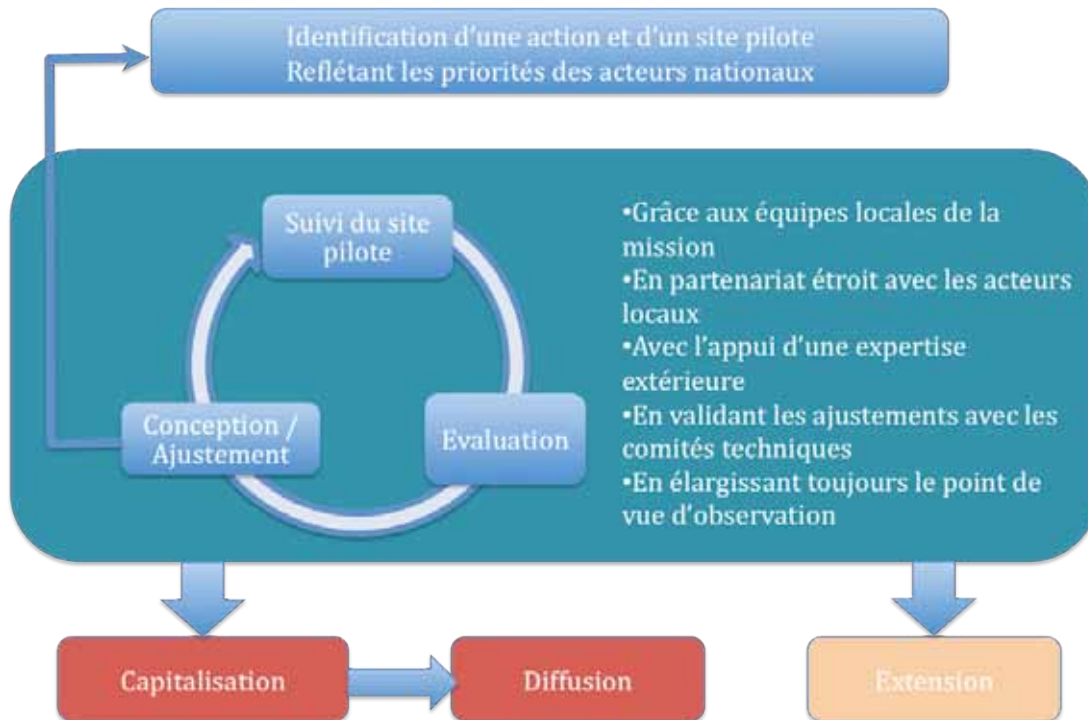 Identification d'une action et d'un site pilote
Reflétant les priorités des acteurs nationaux
Suivi du site
pilote
Evaluation
Conception /
Ajustement
•Grâce aux équipes locales de la
mission
•En partenariat étroit avec les acteurs
locaux
•Avec l'appui d'une expertise
extérieure
•En validant les ajustements avec les
comités techniques
•En élargissant toujours le point de
vue d'observation
Capitalisation
Diffusion
Extension